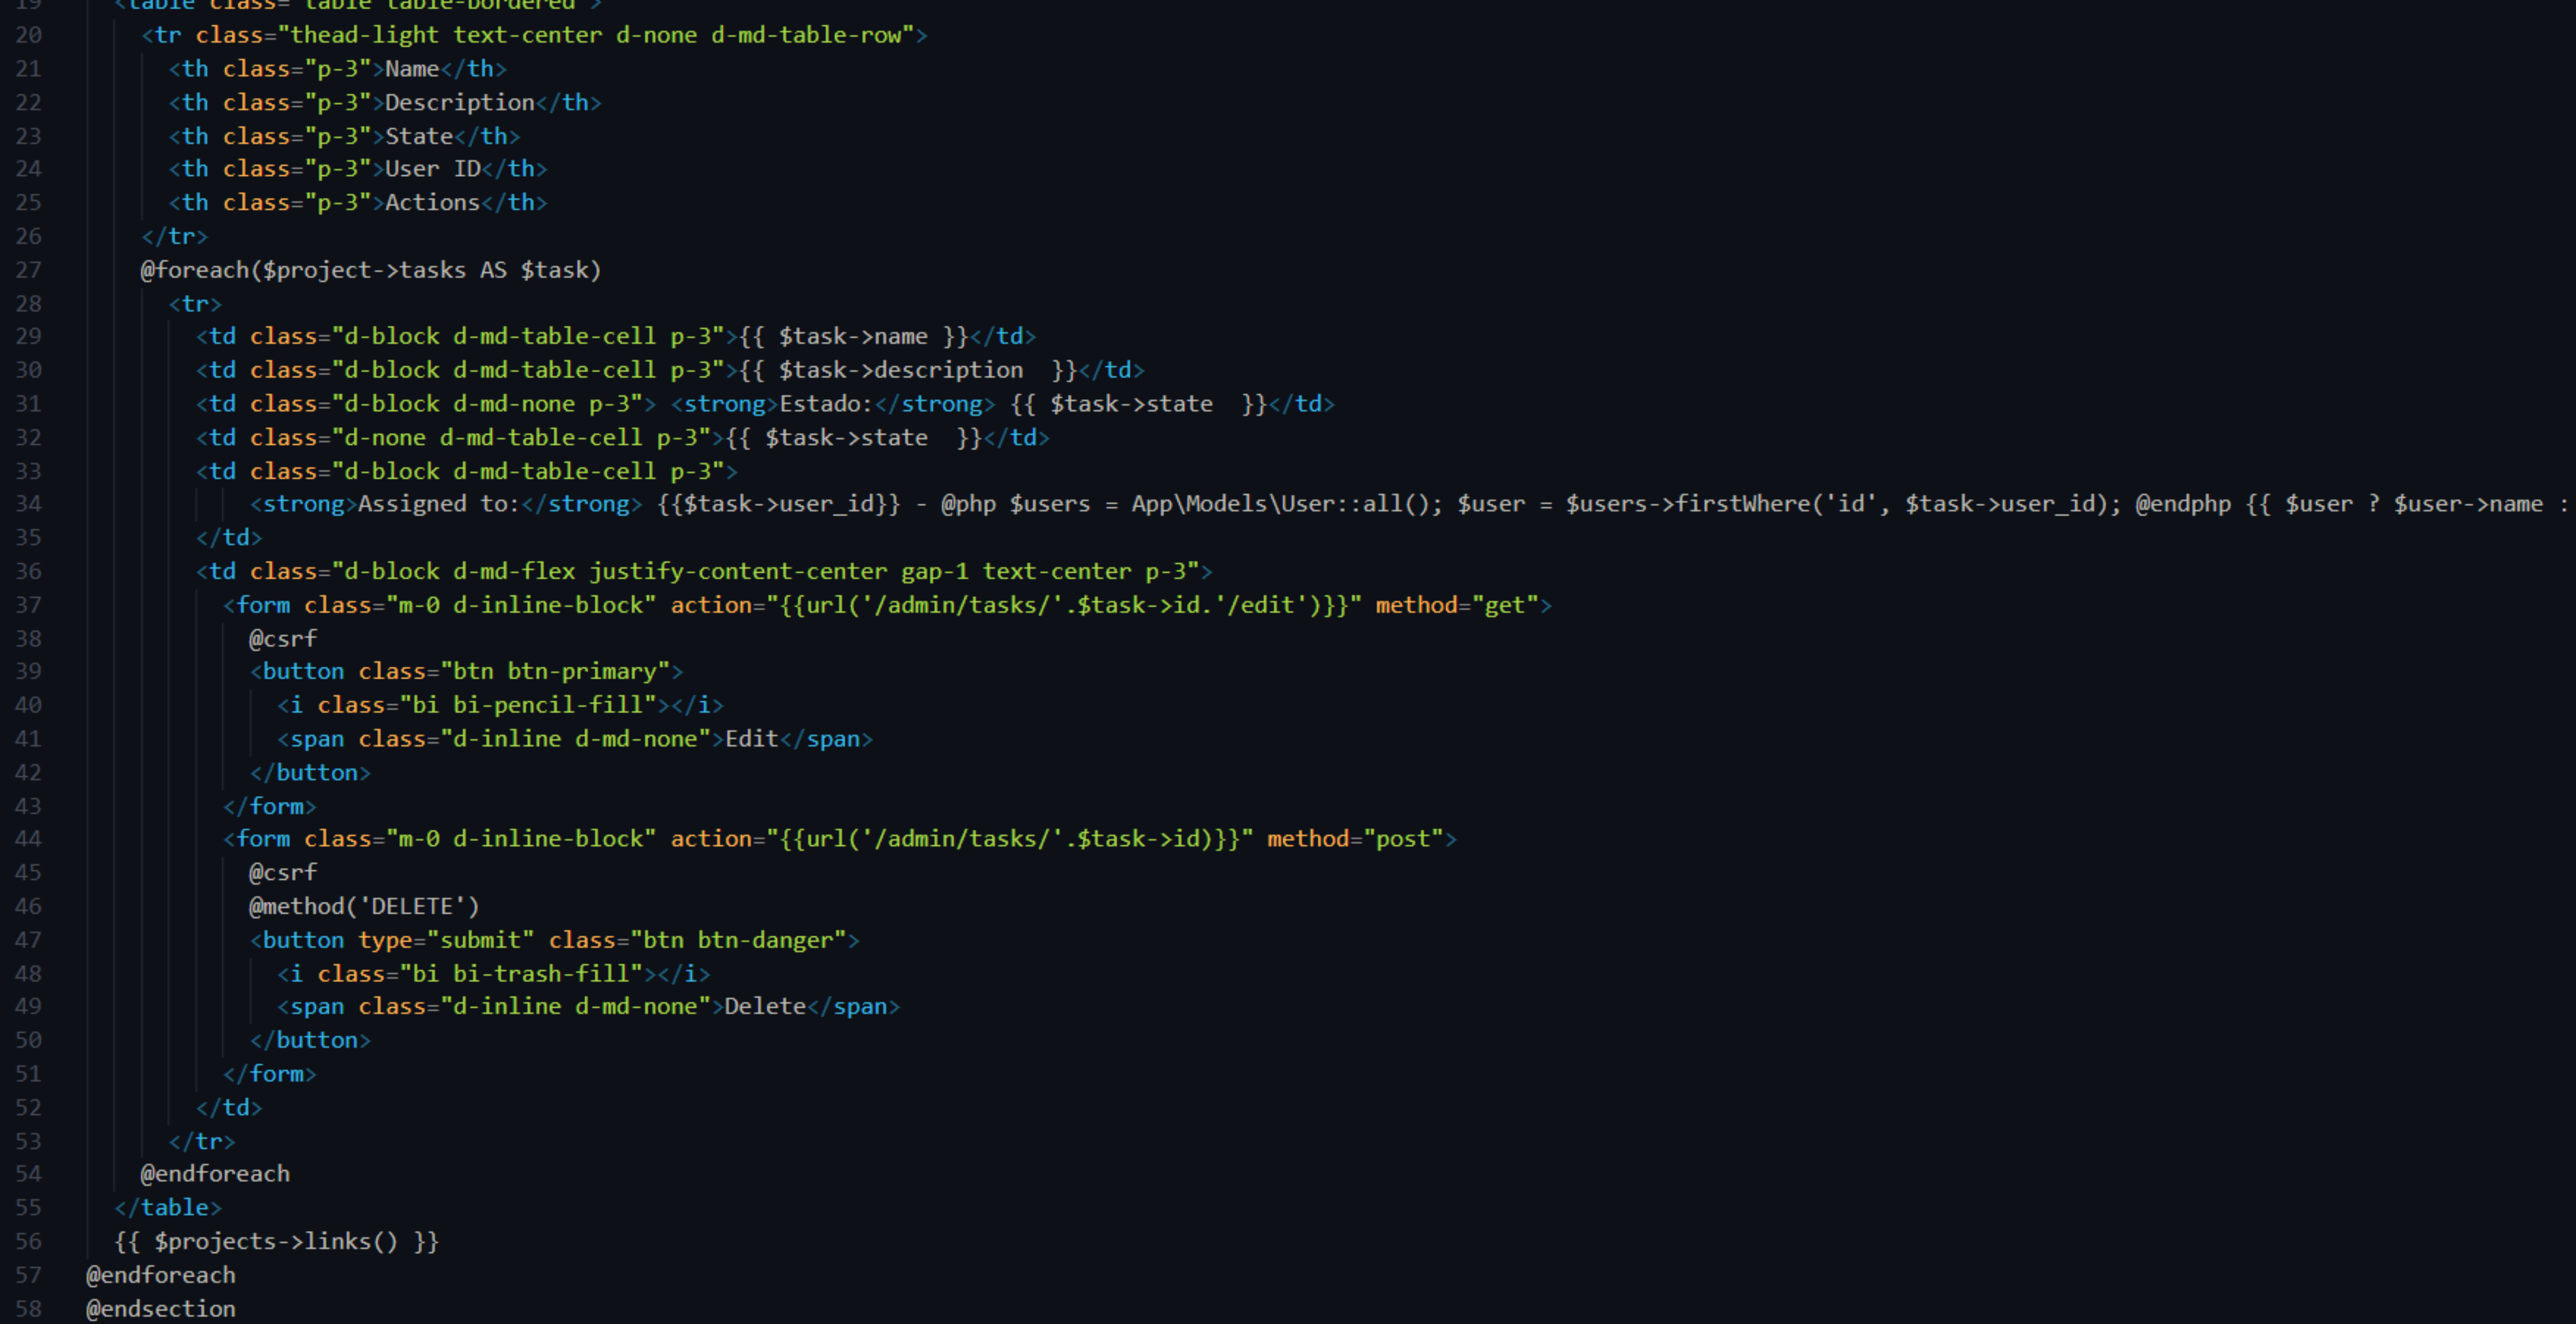 19 <table class="table table-bordered">
20 <tr class="thead-light text-center d-none d-md-table-row">
21 <th class="p-3">Name</th>
22 <th class="p-3">Description</th>
23 <th class="p-3">State</th>
24 <th class="p-3">User ID</th>
25 <th class="p-3">Actions</th>
26 </tr>
27 @foreach($project->tasks AS $task)
28 <tr>
29 <td class="d-block d-md-table-cell p-3">{{ $task->name }}</td>
30 <td class="d-block d-md-table-cell p-3">{{ $task->description  }}</td>
31 <td class="d-block d-md-none p-3"> <strong>Estado:</strong> {{ $task->state  }}</td>
32 <td class="d-none d-md-table-cell p-3">{{ $task->state  }}</td>
33 <td class="d-block d-md-table-cell p-3">
34 <strong>Assigned to:</strong> {{$task->user_id}} - @php $users = App\Models\User::all(); $user = $users->firstWhere('id', $task->user_id); @endphp {{ $user ? $user->name :
35 </td>
36 <td class="d-block d-md-flex justify-content-center gap-1 text-center p-3">
37 <form class="m-0 d-inline-block" action="{{url('/admin/tasks/'.$task->id.'/edit')}}" method="get">
38 @csrf
39 <button class="btn btn-primary">
40 <i class="bi bi-pencil-fill"></i>
41 <span class="d-inline d-md-none">Edit</span>
42 </button>
43 </form>
44 <form class="m-0 d-inline-block" action="{{url('/admin/tasks/'.$task->id)}}" method="post">
45 @csrf
46 @method('DELETE')
47 <button type="submit" class="btn btn-danger">
48 <i class="bi bi-trash-fill"></i>
49 <span class="d-inline d-md-none">Delete</span>
50 </button>
51 </form>
52 </td>
53 </tr>
54 @endforeach
55 </table>
56 {{ $projects->links() }}
57 @endforeach
58 @endsection